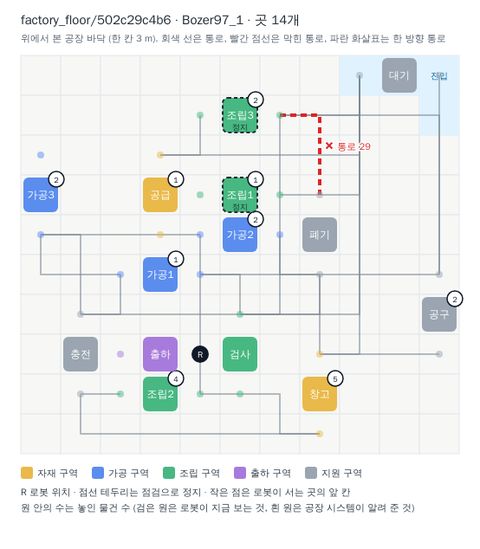 factory_floor/502c29c4b6 · Bozer97_1 · 곳 14개
위에서 본 공장 바닥 (한 칸 3 m). 회색 선은 통로, 빨간 점선은 막힌 통로, 파란 화살표는 한 방향 통로
대기
진입
2
조립3
정지
× 통로 29
2
가공3
1
공급
1
조립1
정지
2
가공2
폐기
1
가공1
2
공구
충전
출하
R
검사
4
조립2
5
창고
자재 구역
가공 구역
조립 구역
출하 구역
지원 구역
R 로봇 위치 · 점선 테두리는 점검으로 정지 · 작은 점은 로봇이 서는 곳의 앞 칸
원 안의 수는 놓인 물건 수 (검은 원은 로봇이 지금 보는 것, 흰 원은 공장 시스템이 알려 준 것)